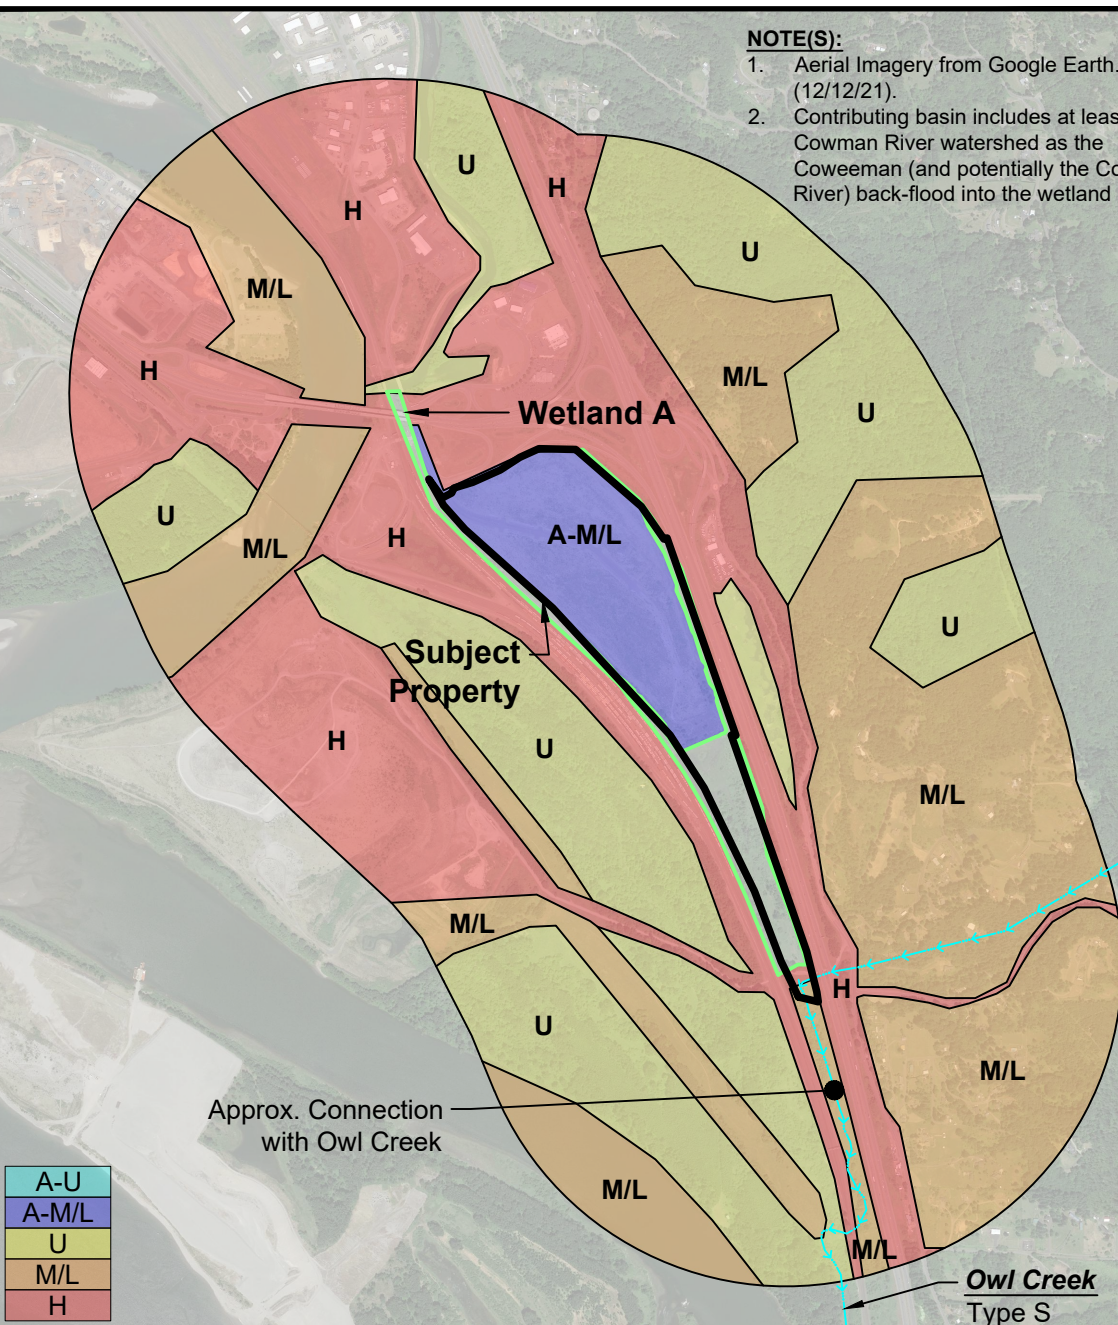 NOTE(S):
1. Aerial Imagery from Google Earth.
(12/12/21).
2. Contributing basin includes at leas
Cowman River watershed as the
Coweeman (and potentially the Co
River) back-flood into the wetland
U
H
H
U
M/L
H
M/L
U
Wetland A
U
M/L
H
A-M/L
U
Subject
Property
H
U
M/L
M/L
H
U
M/L
Approx. Connection
with Owl Creek
M/L
M/L
Owl Creek
Type S
A-U
A-M/L
U
M/L
H